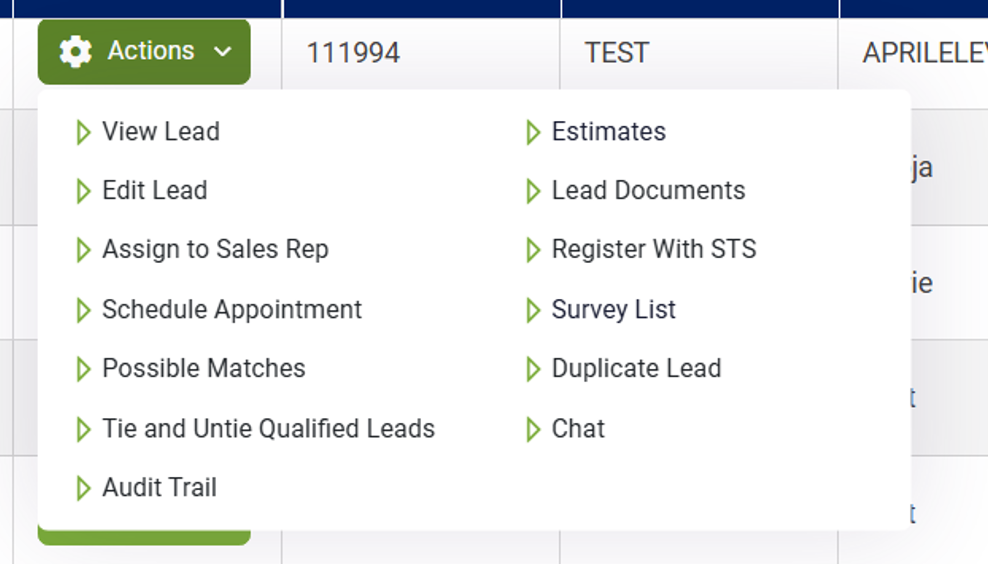 Actions
111994
TEST
APRILELE
View Lead
Edit Lead
Assign to Sales Rep
Schedule Appointment
Possible Matches
Tie and Untie Qualified Leads
Audit Trail
Estimates
Lead Documents
Register With STS
Survey List
Duplicate Lead
Chat
ja
ie
t
t